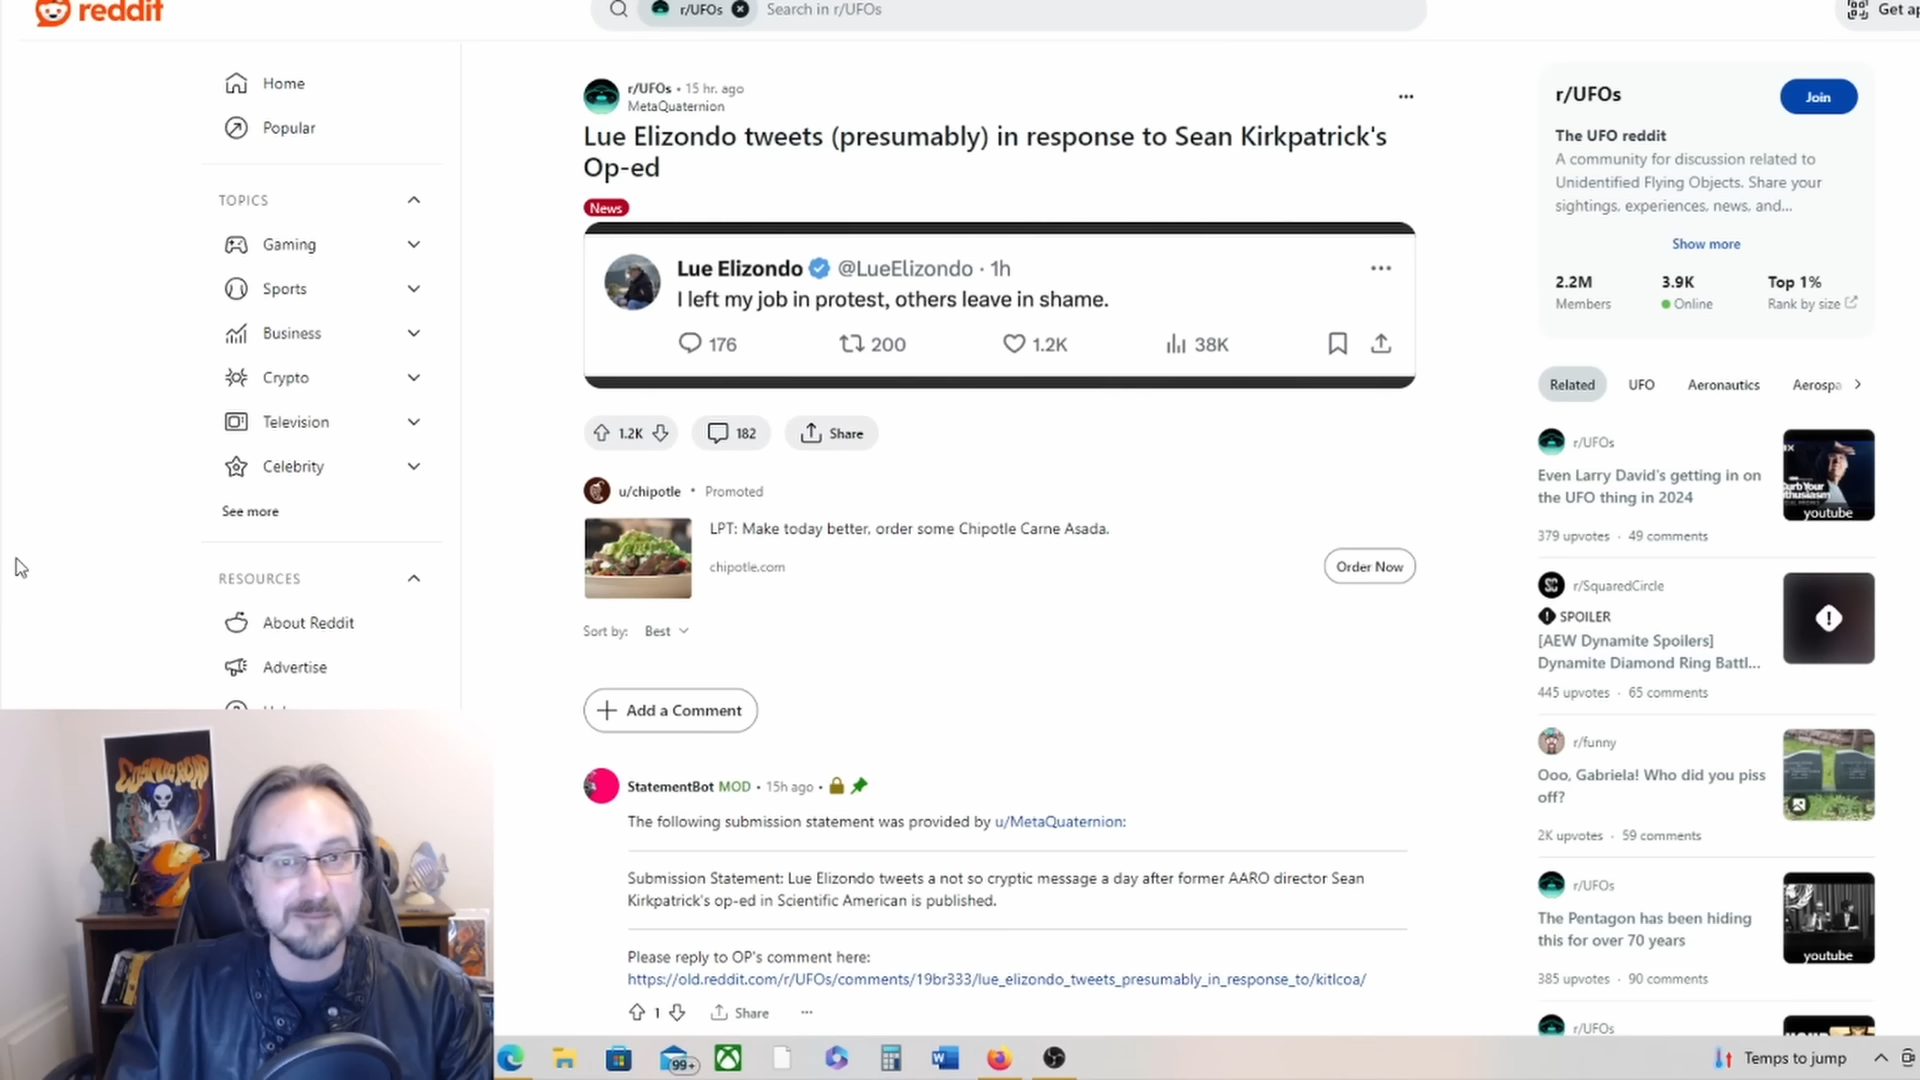 reddit
r/UFOs
Search in r/UFOs
Home
Popular
TOPICS
Gaming
Sports
Business
Crypto
Television
Celebrity
See more
RESOURCES
About Reddit
Advertise
r/UFOs • 15 hr. ago
MetaQuaternion
Lue Elizondo tweets (presumably) in response to Sean Kirkpatrick's
Op-ed
News
Lue Elizondo @LueElizondo · 1h
I left my job in protest, others leave in shame.
176 200 1.2K 38K
1.2K 182 Share
u/chipotle • Promoted
LPT: Make today better, order some Chipotle Carne Asada.
chipotle.com
Order Now
Sort by: Best
Add a Comment
StatementBot MOD • 15h ago •
The following submission statement was provided by u/MetaQuaternion:
Submission Statement: Lue Elizondo tweets a not so cryptic message a day after former AARO director Sean
Kirkpatrick's op-ed in Scientific American is published.
Please reply to OP's comment here:
https://old.reddit.com/r/UFOs/comments/19br333/lue_elizondo_tweets_presumably_in_response_to/kitlcoa/
1 Share
r/UFOs
Join
The UFO reddit
A community for discussion related to
Unidentified Flying Objects. Share your
sightings, experiences, news, and...
Show more
2.2M 3.9K Top 1%
Members Online Rank by size
Related UFO Aeronautics Aerospa
r/UFOs
Even Larry David's getting in on
the UFO thing in 2024
youtube
379 upvotes · 49 comments
r/SquaredCircle
SPOILER
[AEW Dynamite Spoilers]
Dynamite Diamond Ring Battl...
445 upvotes · 65 comments
r/funny
Ooo, Gabriela! Who did you piss
off?
2K upvotes · 59 comments
r/UFOs
The Pentagon has been hiding
this for over 70 years
youtube
385 upvotes · 90 comments
r/UFOs
99+
Temps to jump